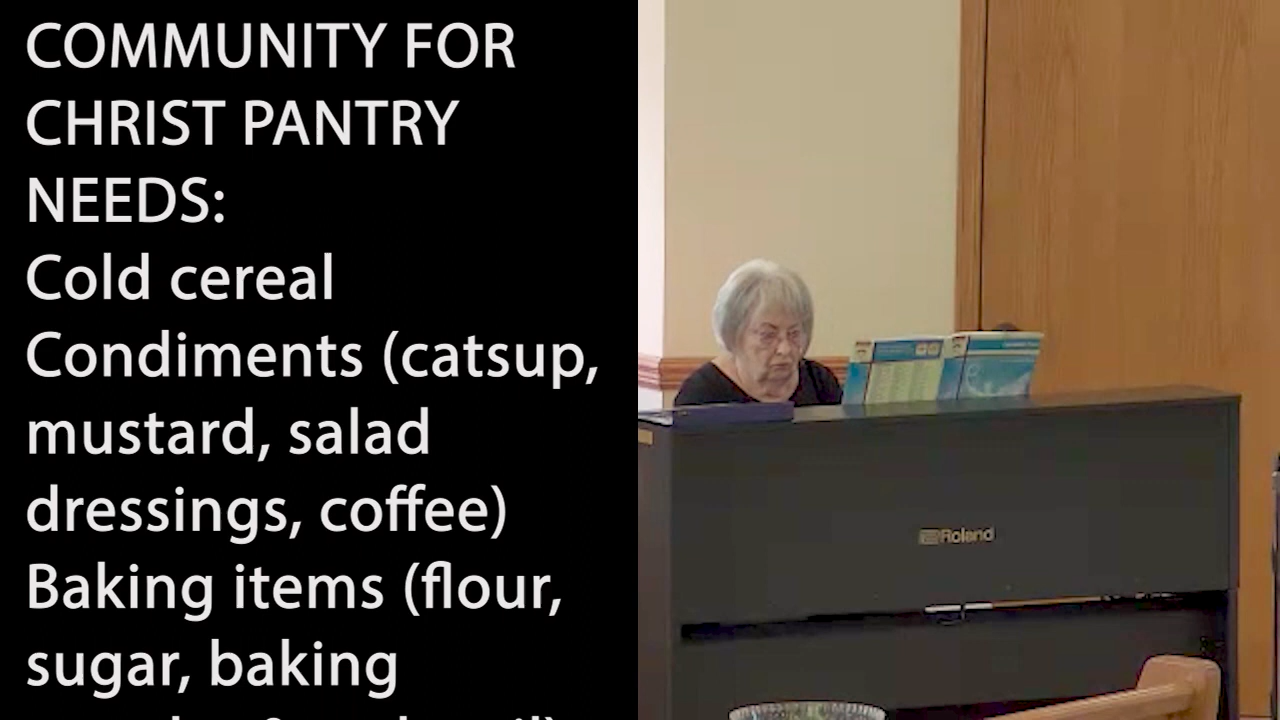 COMMUNITY FOR
CHRIST PANTRY
NEEDS:
Cold cereal
Condiments (catsup,
mustard, salad
dressings, coffee)
Baking items (flour,
sugar, baking
Roland